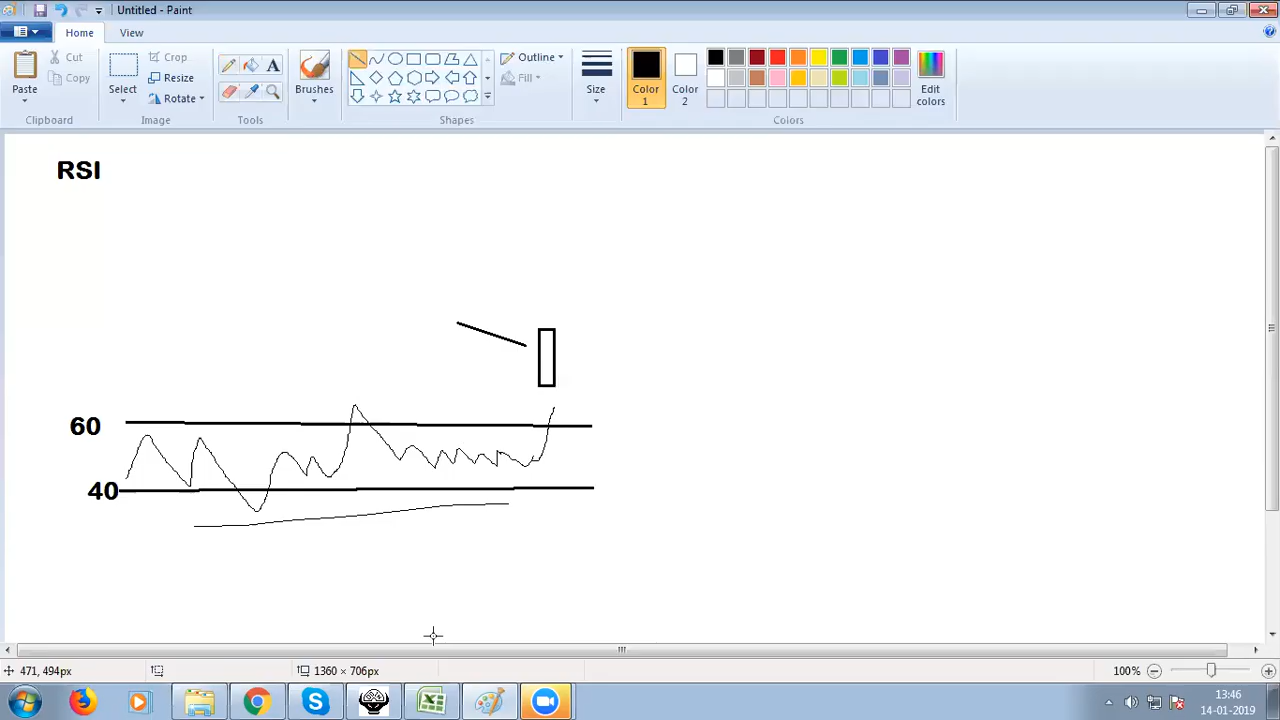 Untitled - Paint
Home View
Cut
Copy
Paste
Clipboard
Crop
Resize
Rotate
Select
Image
A
Tools
Brushes
Outline
Fill
Shapes
Size
Color 1
Color 2
Edit colors
Colors
RSI
60
40
471, 494px
1360 × 706px
100%
13:46
14-01-2019